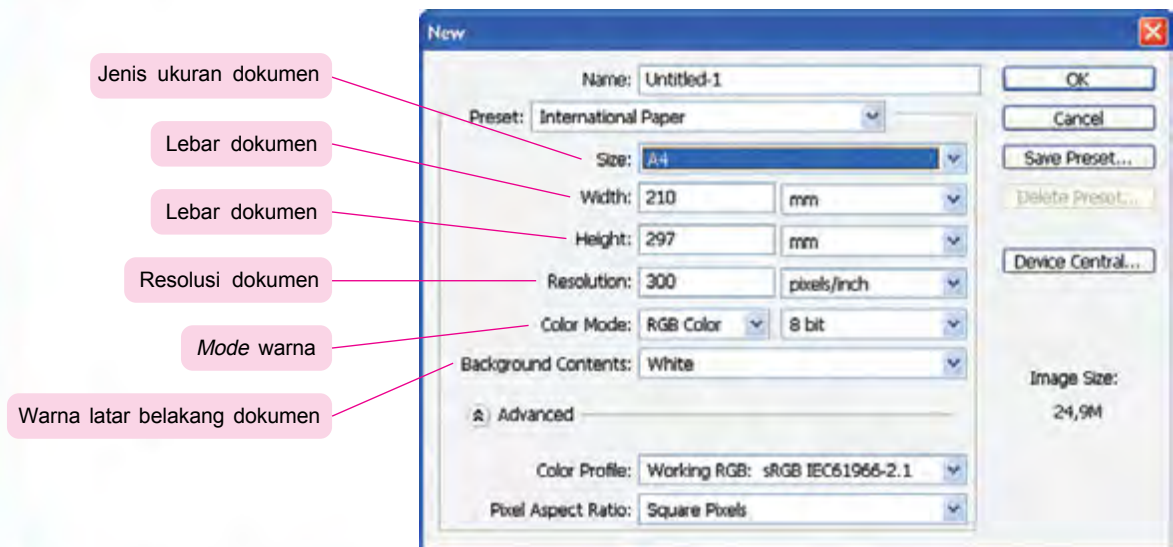 New
Jenis ukuran dokumen
Lebar dokumen
Lebar dokumen
Resolusi dokumen
Mode warna
Warna latar belakang dokumen
Name: Untitled-1
Preset: International Paper
Size: A4
Width: 210 mm
Height: 297 mm
Resolution: 300 pixels/inch
Color Mode: RGB Color 8 bit
Background Contents: White
Advanced
Color Profile: Working RGB: sRGB IEC61966-2.1
Pixel Aspect Ratio: Square Pixels
OK
Cancel
Save Preset...
Delete Preset...
Device Central...
Image Size:
24,9M